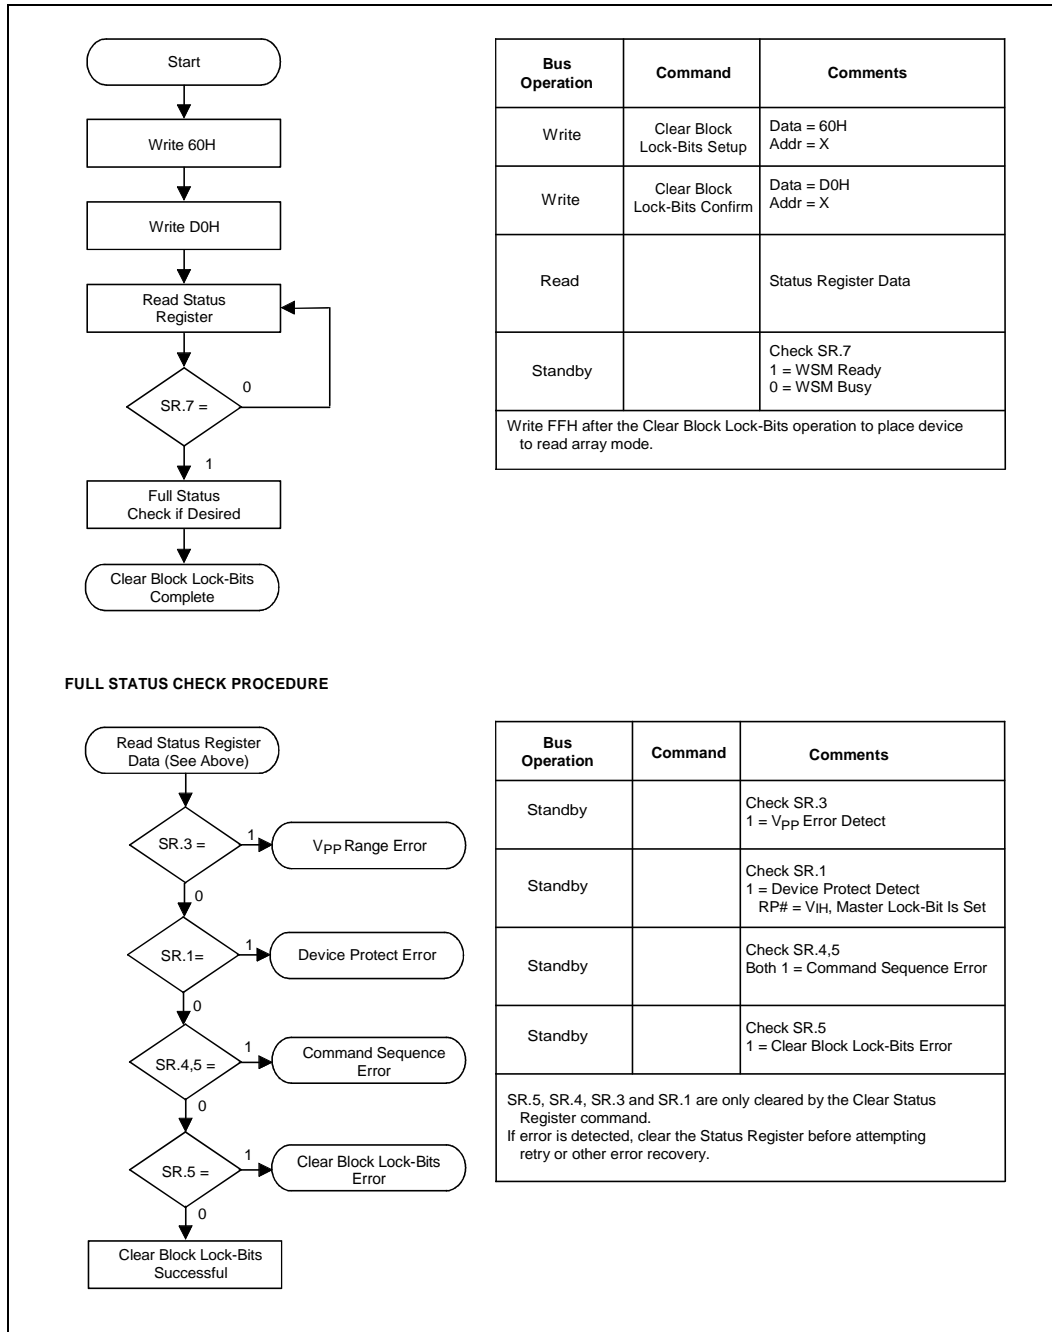 Start
Write 60H
Write D0H
Read Status
Register
0
SR.7 =
1
Full Status
Check if Desired
Clear Block Lock-Bits
Complete
Bus
Operation
Command
Comments
Write
Clear Block
Lock-Bits Setup
Data = 60H
Addr = X
Write
Clear Block
Lock-Bits Confirm
Data = D0H
Addr = X
Read
Status Register Data
Standby
Check SR.7
1 = WSM Ready
0 = WSM Busy
Write FFH after the Clear Block Lock-Bits operation to place device
to read array mode.
FULL STATUS CHECK PROCEDURE
Read Status Register
Data (See Above)
SR.3 =
1
VPP Range Error
0
SR.1=
1
Device Protect Error
0
SR.4,5 =
1
Command Sequence
Error
0
SR.5 =
1
Clear Block Lock-Bits
Error
0
Clear Block Lock-Bits
Successful
Bus
Operation
Command
Comments
Standby
Check SR.3
1 = VPP Error Detect
Standby
Check SR.1
1 = Device Protect Detect
RP# = VIH, Master Lock-Bit Is Set
Standby
Check SR.4,5
Both 1 = Command Sequence Error
Standby
Check SR.5
1 = Clear Block Lock-Bits Error
SR.5, SR.4, SR.3 and SR.1 are only cleared by the Clear Status
Register command.
If error is detected, clear the Status Register before attempting
retry or other error recovery.